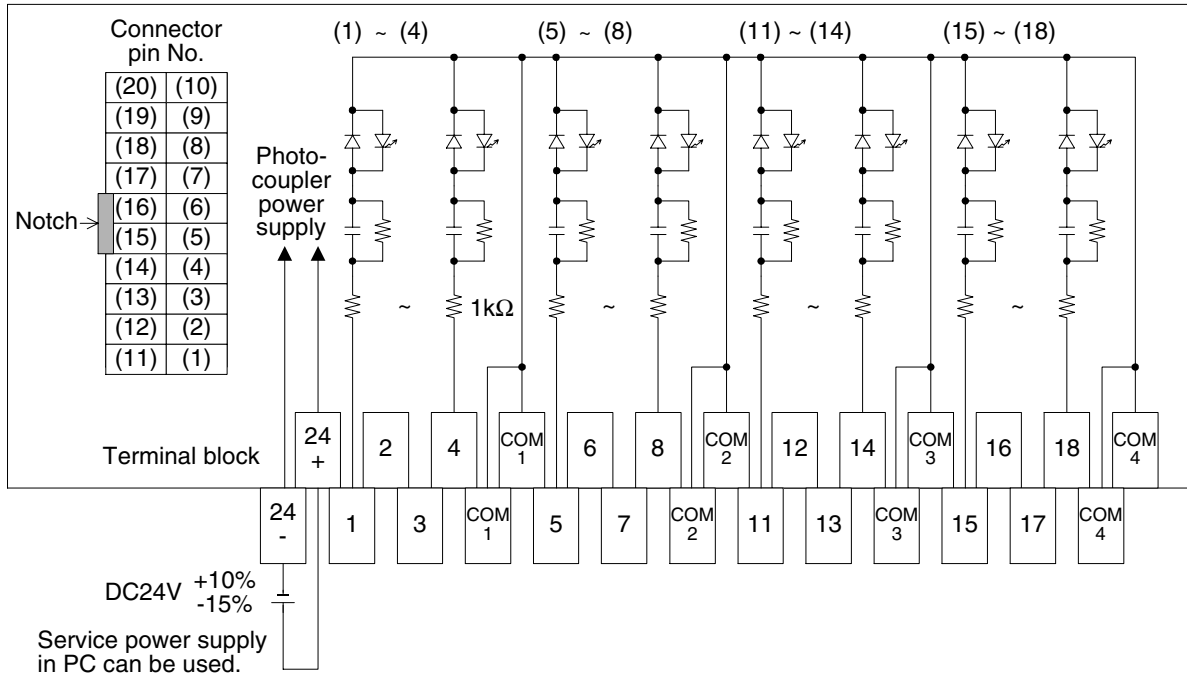 Connector
pin No.
(1) ~ (4) (5) ~ (8) (11) ~ (14) (15) ~ (18)
(20) (10)
(19) (9)
(18) (8)
(17) (7)
(16) (6)
(15) (5)
(14) (4)
(13) (3)
(12) (2)
(11) (1)
Notch
Photo-
coupler
power
supply
~ 1kΩ ~ ~ ~
Terminal block
24
+
2
4
COM
1
6
8
COM
2
12
14
COM
3
16
18
COM
4
24
-
1
3
COM
1
5
7
COM
2
11
13
COM
3
15
17
COM
4
DC24V +10%
-15%
Service power supply
in PC can be used.